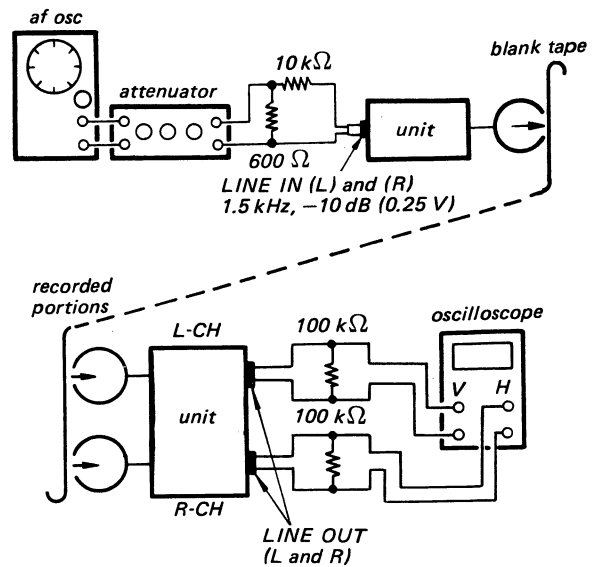 af osc
blank tape
attenuator
10 kΩ
unit
600 Ω
LINE IN (L) and (R)
1.5 kHz, −10 dB (0.25 V)
recorded
portions
L-CH
100 kΩ
oscilloscope
V
H
unit
100 kΩ
R-CH
LINE OUT
(L and R)